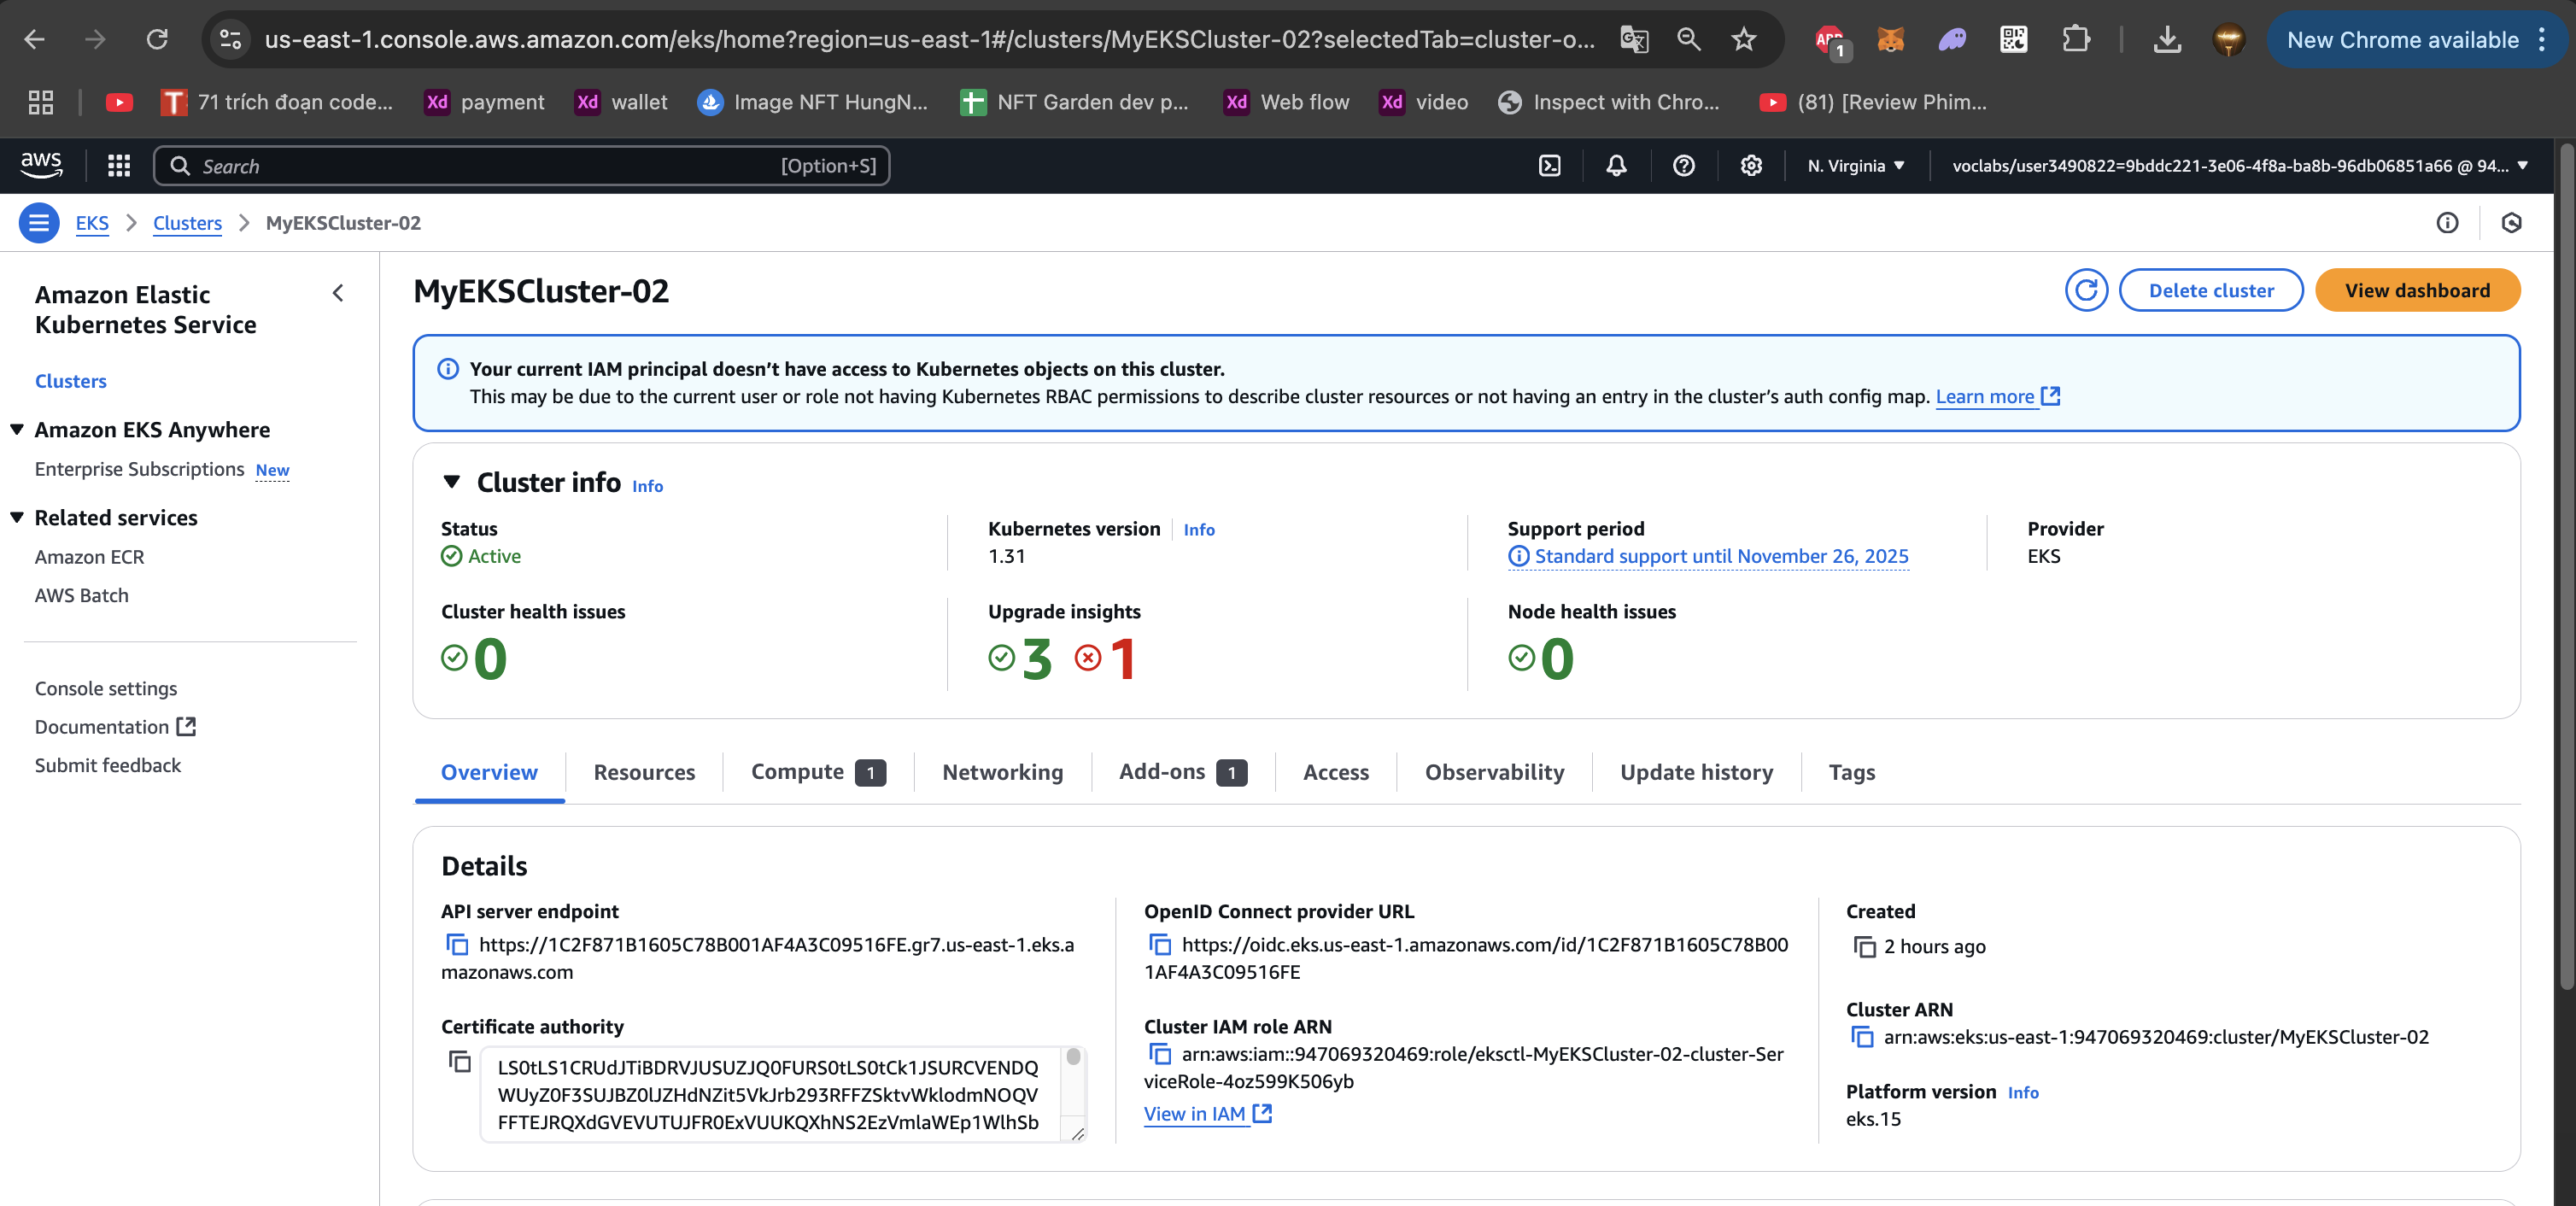 us-east-1.console.aws.amazon.com/eks/home?region=us-east-1#/clusters/MyEKSCluster-02?selectedTab=cluster-o...
ABP
1
New Chrome available
71 trích đoạn code...
Xd payment
Xd wallet
Image NFT HungN...
NFT Garden dev p...
Xd Web flow
Xd video
Inspect with Chro...
(81) [Review Phim...
aws
Search
[Option+S]
N. Virginia
voclabs/user3490822=9bddc221-3e06-4f8a-ba8b-96db06851a66 @ 94...
EKS
Clusters
MyEKSCluster-02
Amazon Elastic
Kubernetes Service
Clusters
Amazon EKS Anywhere
Enterprise Subscriptions New
Related services
Amazon ECR
AWS Batch
Console settings
Documentation
Submit feedback
MyEKSCluster-02
Delete cluster
View dashboard
Your current IAM principal doesn’t have access to Kubernetes objects on this cluster.
This may be due to the current user or role not having Kubernetes RBAC permissions to describe cluster resources or not having an entry in the cluster’s auth config map. Learn more
Cluster info Info
Status
Active
Kubernetes version Info
1.31
Support period
Standard support until November 26, 2025
Provider
EKS
Cluster health issues
0
Upgrade insights
3 1
Node health issues
0
Overview
Resources
Compute 1
Networking
Add-ons 1
Access
Observability
Update history
Tags
Details
API server endpoint
https://1C2F871B1605C78B001AF4A3C09516FE.gr7.us-east-1.eks.a
mazonaws.com
Certificate authority
LS0tLS1CRUdJTiBDRVJUSUZJQ0FURS0tLS0tCk1JSURCVENDQ
WUyZ0F3SUJBZ0lJZHdNZit5VkJrb293RFFZSktvWklodmNOQV
FFTEJRQXdGVEVUTUJFR0ExVUUKQXhNS2EzVmlaWEp1WlhSb
OpenID Connect provider URL
https://oidc.eks.us-east-1.amazonaws.com/id/1C2F871B1605C78B00
1AF4A3C09516FE
Cluster IAM role ARN
arn:aws:iam::947069320469:role/eksctl-MyEKSCluster-02-cluster-Ser
viceRole-4oz599K506yb
View in IAM
Created
2 hours ago
Cluster ARN
arn:aws:eks:us-east-1:947069320469:cluster/MyEKSCluster-02
Platform version Info
eks.15